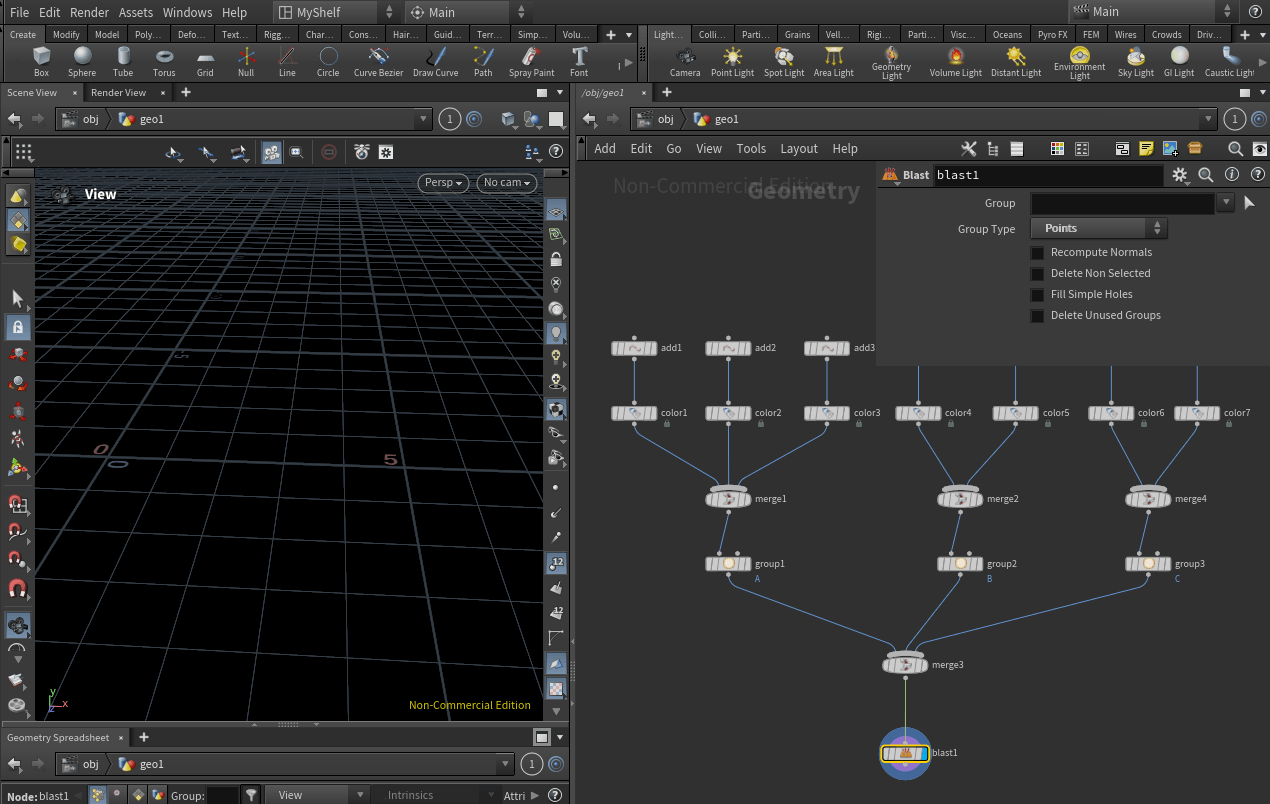 File Edit Render Assets Windows Help MyShelf Main Main
Create Modify Model Poly... Defo... Text... Rigg... Char... Cons... Hair... Guid... Terr... Simp... Volu...
Light... Colli... Parti... Grains Vell... Rigi... Parti... Visc... Oceans Pyro FX FEM Wires Crowds Driv...
Box Sphere Tube Torus Grid Null Line Circle Curve Bezier Draw Curve Path Spray Paint Font
Camera Point Light Spot Light Area Light Geometry Light Volume Light Distant Light Environment Light Sky Light GI Light Caustic Light
Scene View Render View
obj geo1 1
View
Persp No cam
0
0
5
5
12
12
y
x
z
Non-Commercial Edition
Geometry Spreadsheet
obj geo1 1
Node: blast1 Group: View Intrinsics Attri
/obj/geo1
obj geo1 1
Add Edit Go View Tools Layout Help
Non-Commercial Edition
Geometry
Blast blast1
Group
Group Type Points
Recompute Normals
Delete Non Selected
Fill Simple Holes
Delete Unused Groups
add1 add2 add3
color1 color2 color3 color4 color5 color6 color7
merge1 merge2 merge4
group1 group2 group3
A B C
merge3
blast1